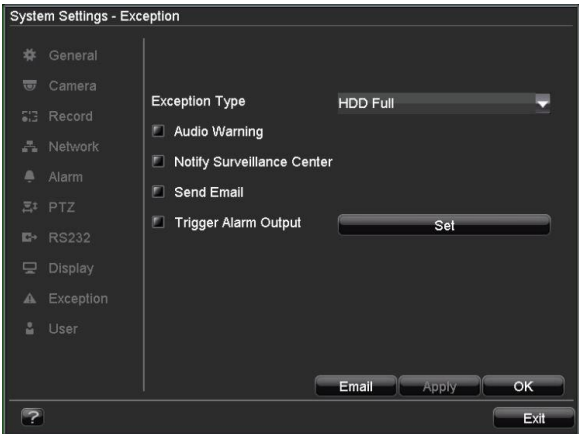 System Settings - Exception
General
Camera
Record
Network
Alarm
PTZ
RS232
Display
Exception
User
Exception Type HDD Full
Audio Warning
Notify Surveillance Center
Send Email
Trigger Alarm Output Set
Email Apply OK
? Exit